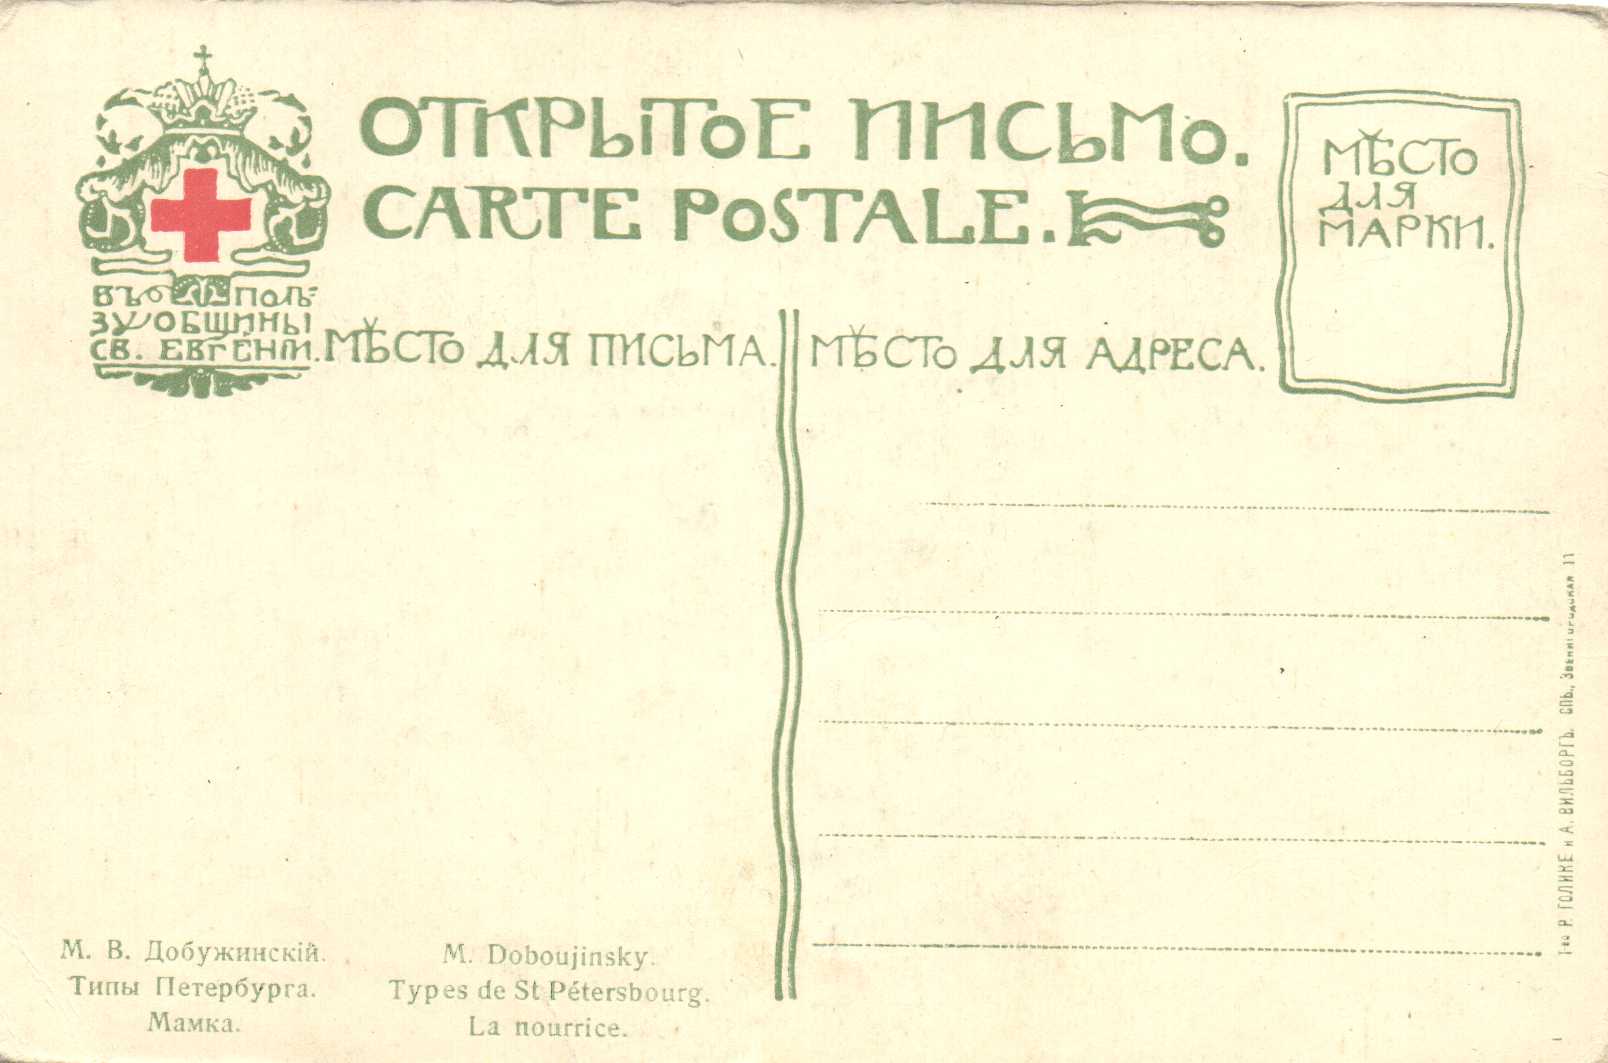 ОТКРЫТОЕ ПИСЬМО.
CARTE POSTALE.
МѢСТО
ДЛЯ
МАРКИ.
ВЪ ПОЛЬ-
ЗУ ОБЩИНЫ
СВ. ЕВГЕНІИ.
МѢСТО ДЛЯ ПИСЬМА.
МѢСТО ДЛЯ АДРЕСА.
Т-во Р. ГОЛИКЕ и А. ВИЛЬБОРГЪ. СПБ., Звенигородская 11
М. В. Добужинскій.
Типы Петербурга.
Мамка.
M. Doboujinsky.
Types de St Pétersbourg.
La nourrice.